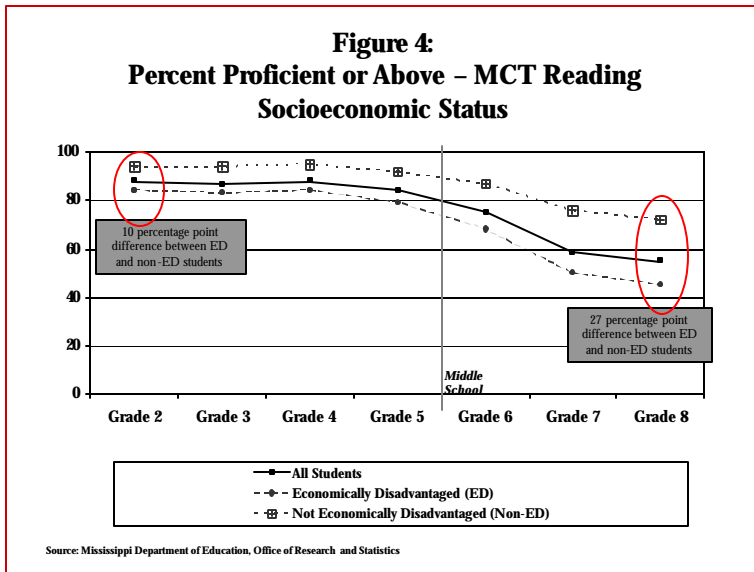 Figure 4:
Percent Proficient or Above – MCT Reading
Socioeconomic Status
100
80
60
40
20
0
10 percentage point
difference between ED
and non-ED students
27 percentage point
difference between ED
and non-ED students
Middle
School
Grade 2 Grade 3 Grade 4 Grade 5 Grade 6 Grade 7 Grade 8
All Students
Economically Disadvantaged (ED)
Not Economically Disadvantaged (Non-ED)
Source: Mississippi Department of Education, Office of Research and Statistics